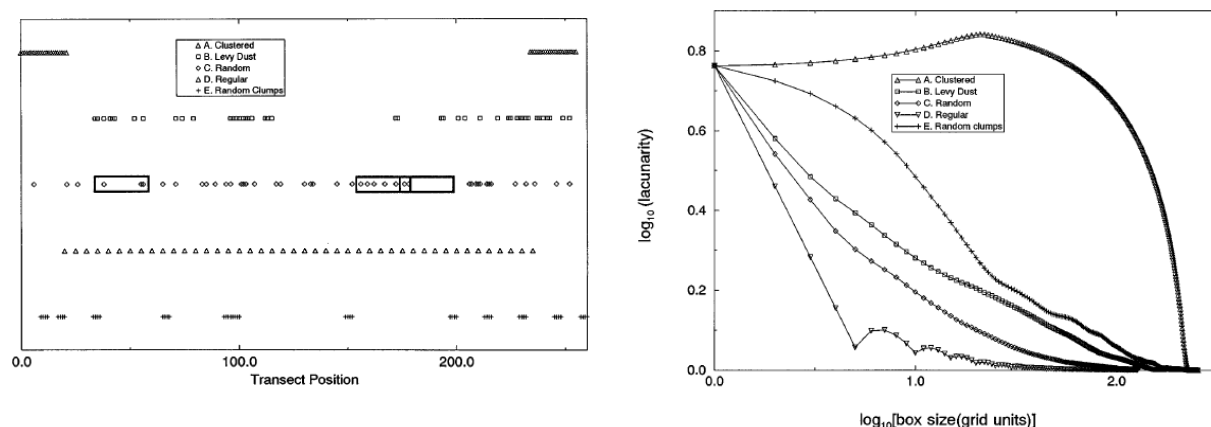 A. Clustered
B. Levy Dust
C. Random
D. Regular
E. Random Clumps
0.0
100.0
200.0
Transect Position
0.8
0.6
0.4
0.2
0.0
log₁₀ (lacunarity)
A. Clustered
B. Levy Dust
C. Random
D. Regular
E. Random clumps
0.0
1.0
2.0
log₁₀[box size(grid units)]